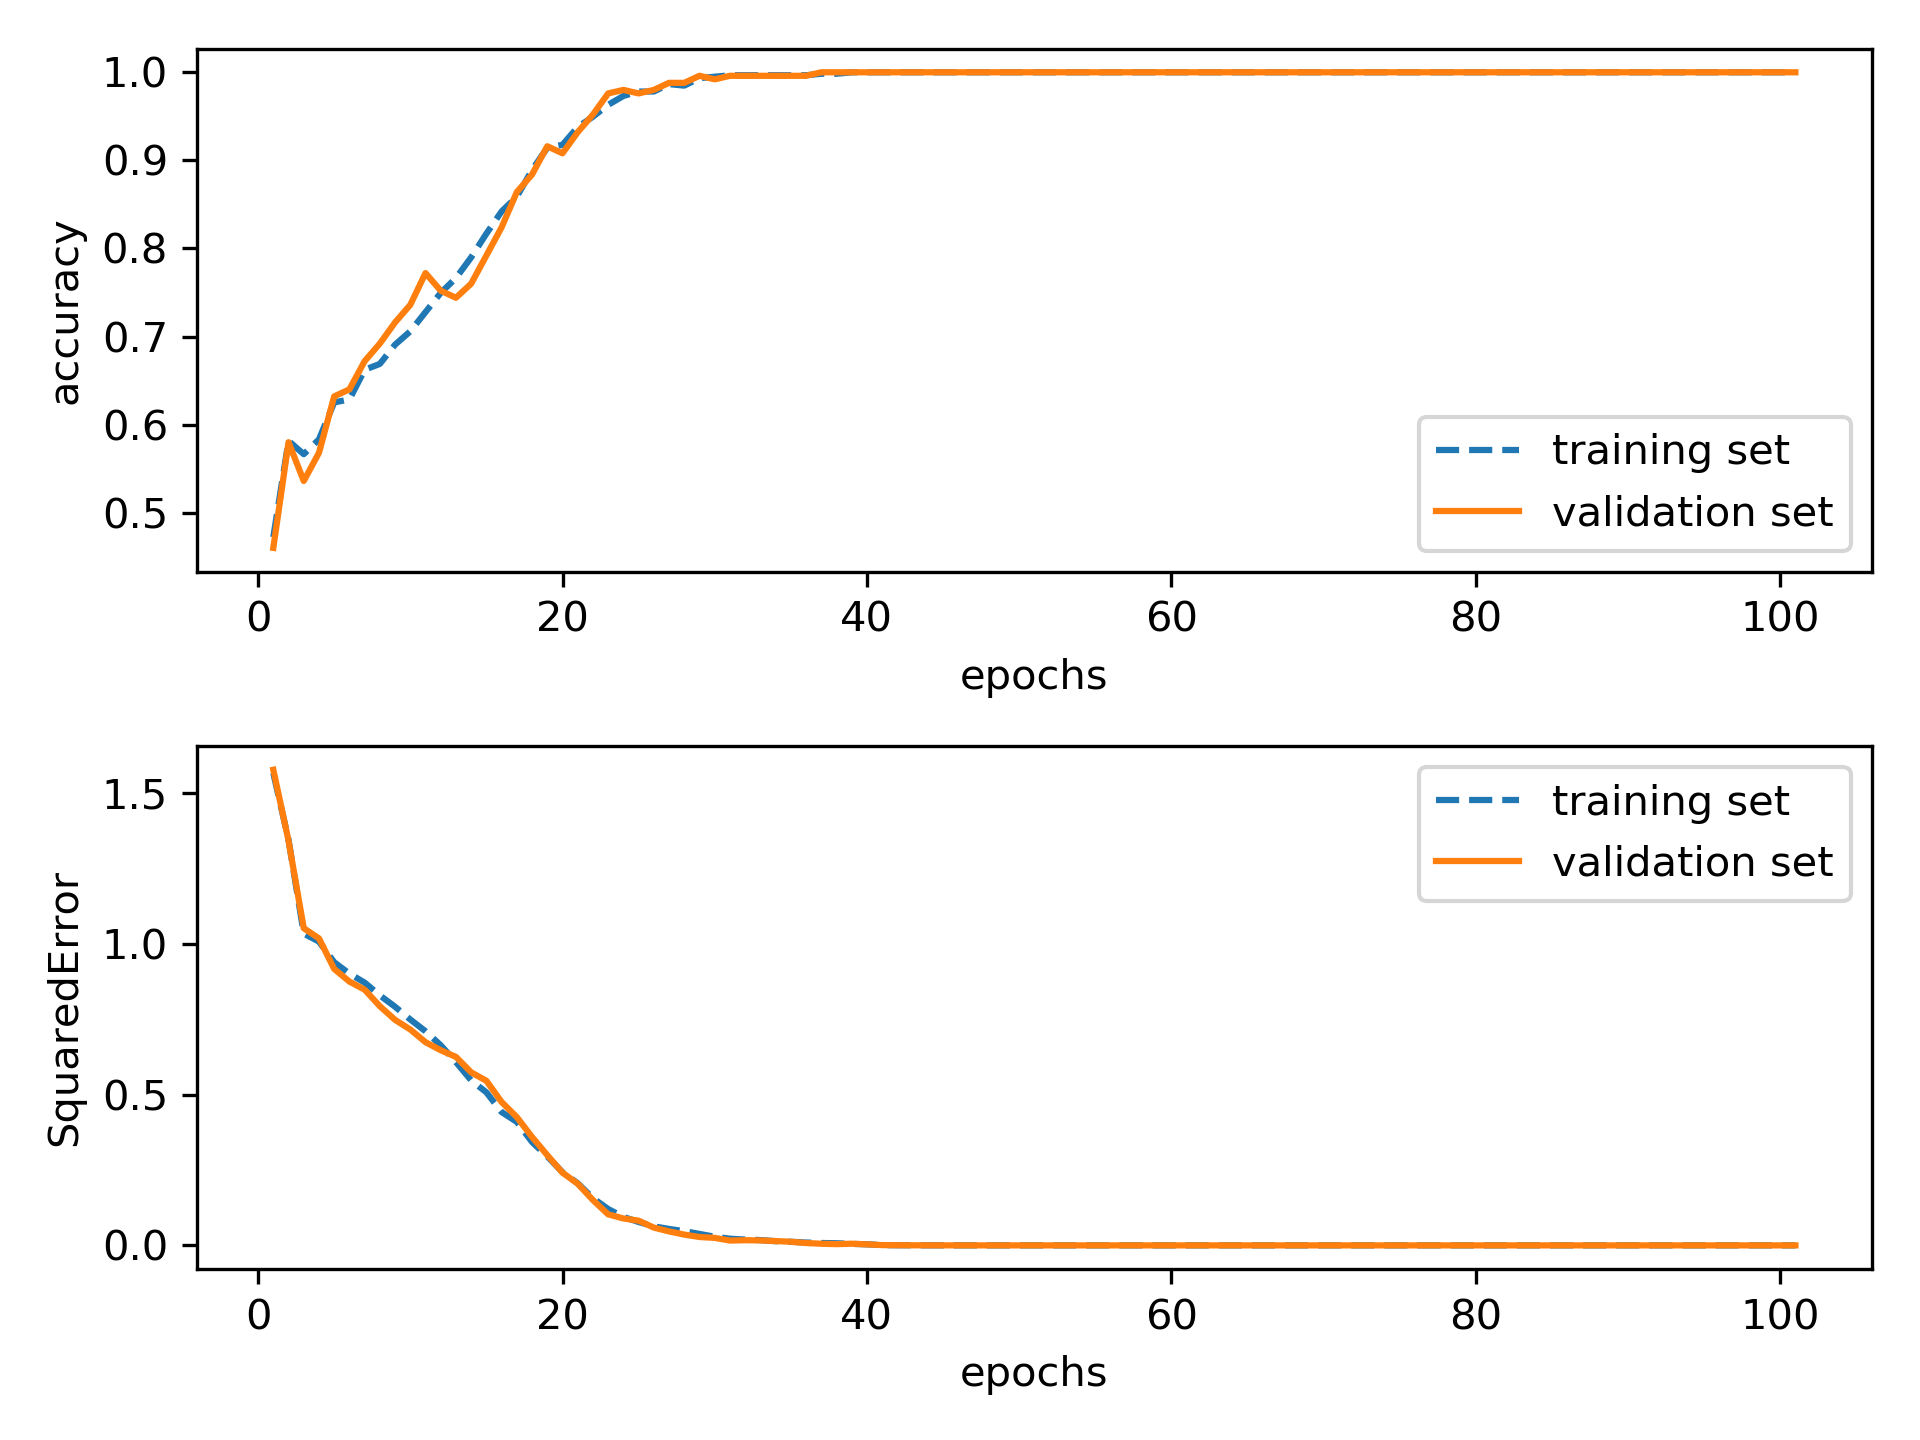 1.0
0.9
0.8
0.7
0.6
0.5
accuracy
training set
validation set
0 20 40 60 80 100
epochs
1.5
1.0
0.5
0.0
SquaredError
training set
validation set
0 20 40 60 80 100
epochs